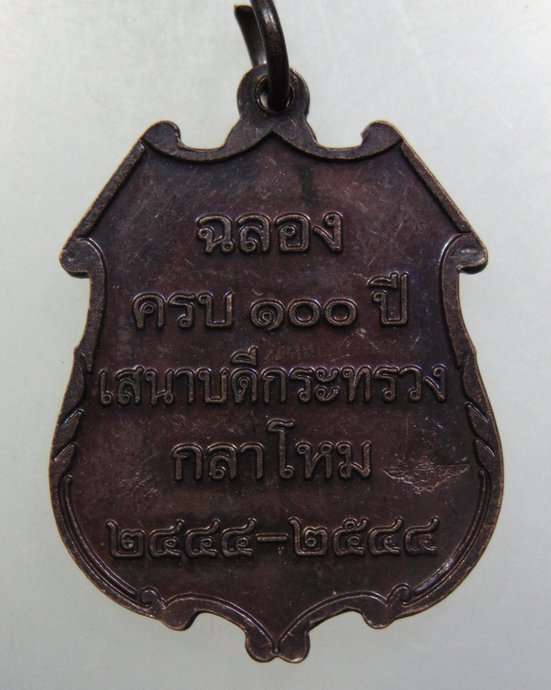 ฉลอง
ครบ ๑๐๐ ปี
เสนาบดีกระทรวง
กลาโหม
๒๔๔๔-๒๕๔๔